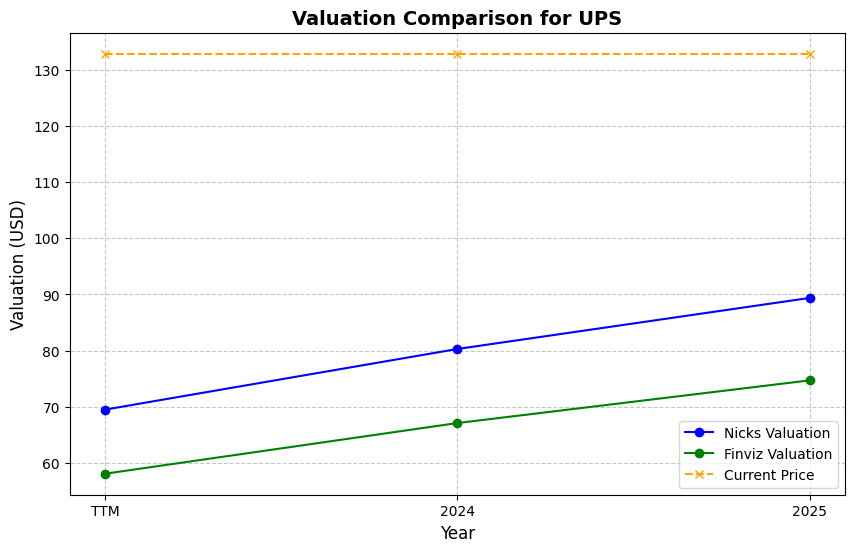 Valuation Comparison for UPS
Valuation (USD)
130
120
110
100
90
80
70
60
TTM
2024
2025
Year
Nicks Valuation
Finviz Valuation
Current Price